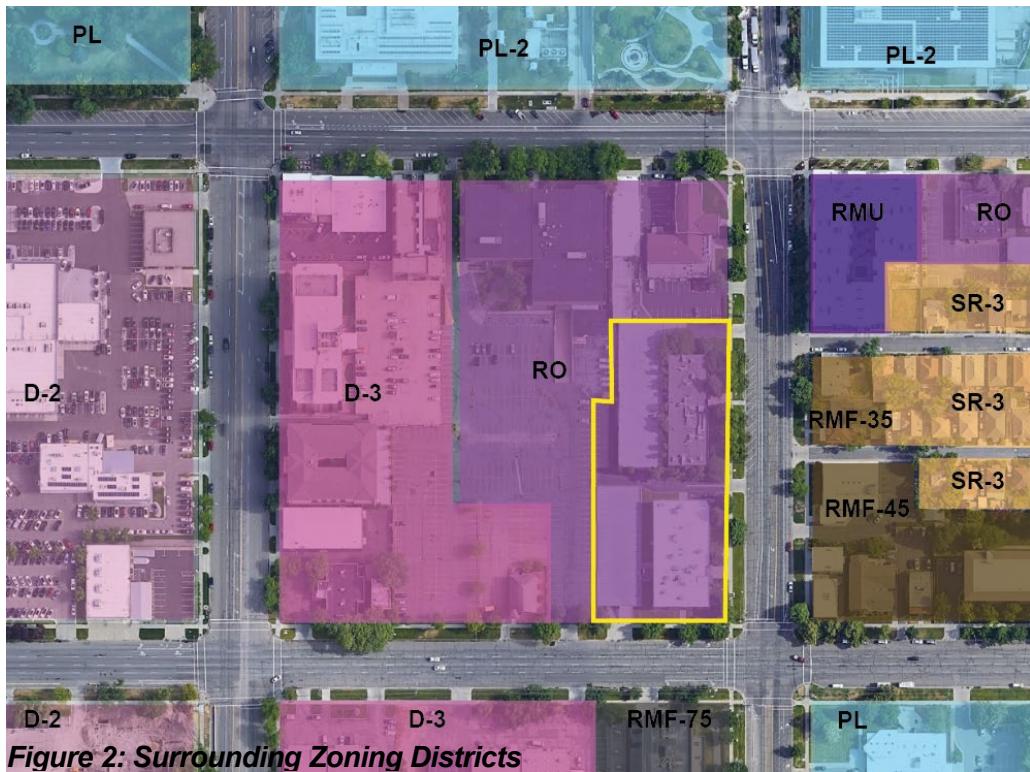 PL
PL-2
PL-2
RMU
RO
SR-3
D-2
D-3
RO
RMF-35
SR-3
SR-3
RMF-45
D-2
D-3
RMF-75
PL
Figure 2: Surrounding Zoning Districts